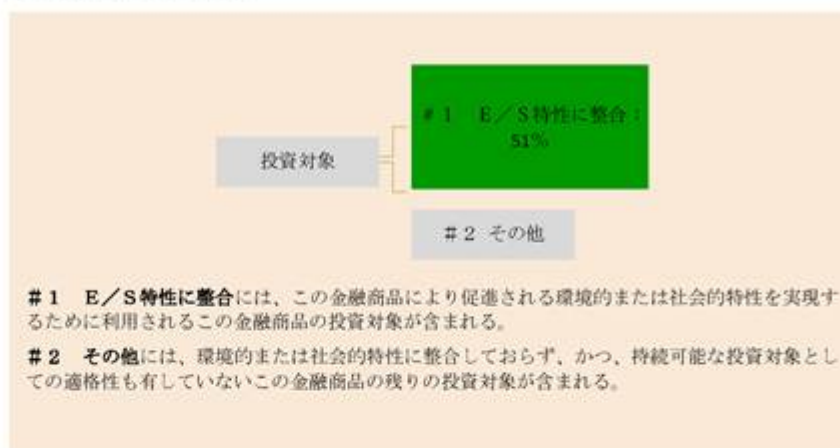 #1 E/S特性に整合:
51%
投資対象
#2 その他
#1 E/S特性に整合には、この金融商品により促進される環境的または社会的特性を実現す
るために利用されるこの金融商品の投資対象が含まれる。
#2 その他には、環境的または社会的特性に整合しておらず、かつ、持続可能な投資対象とし
ての適格性も有していないこの金融商品の残りの投資対象が含まれる。